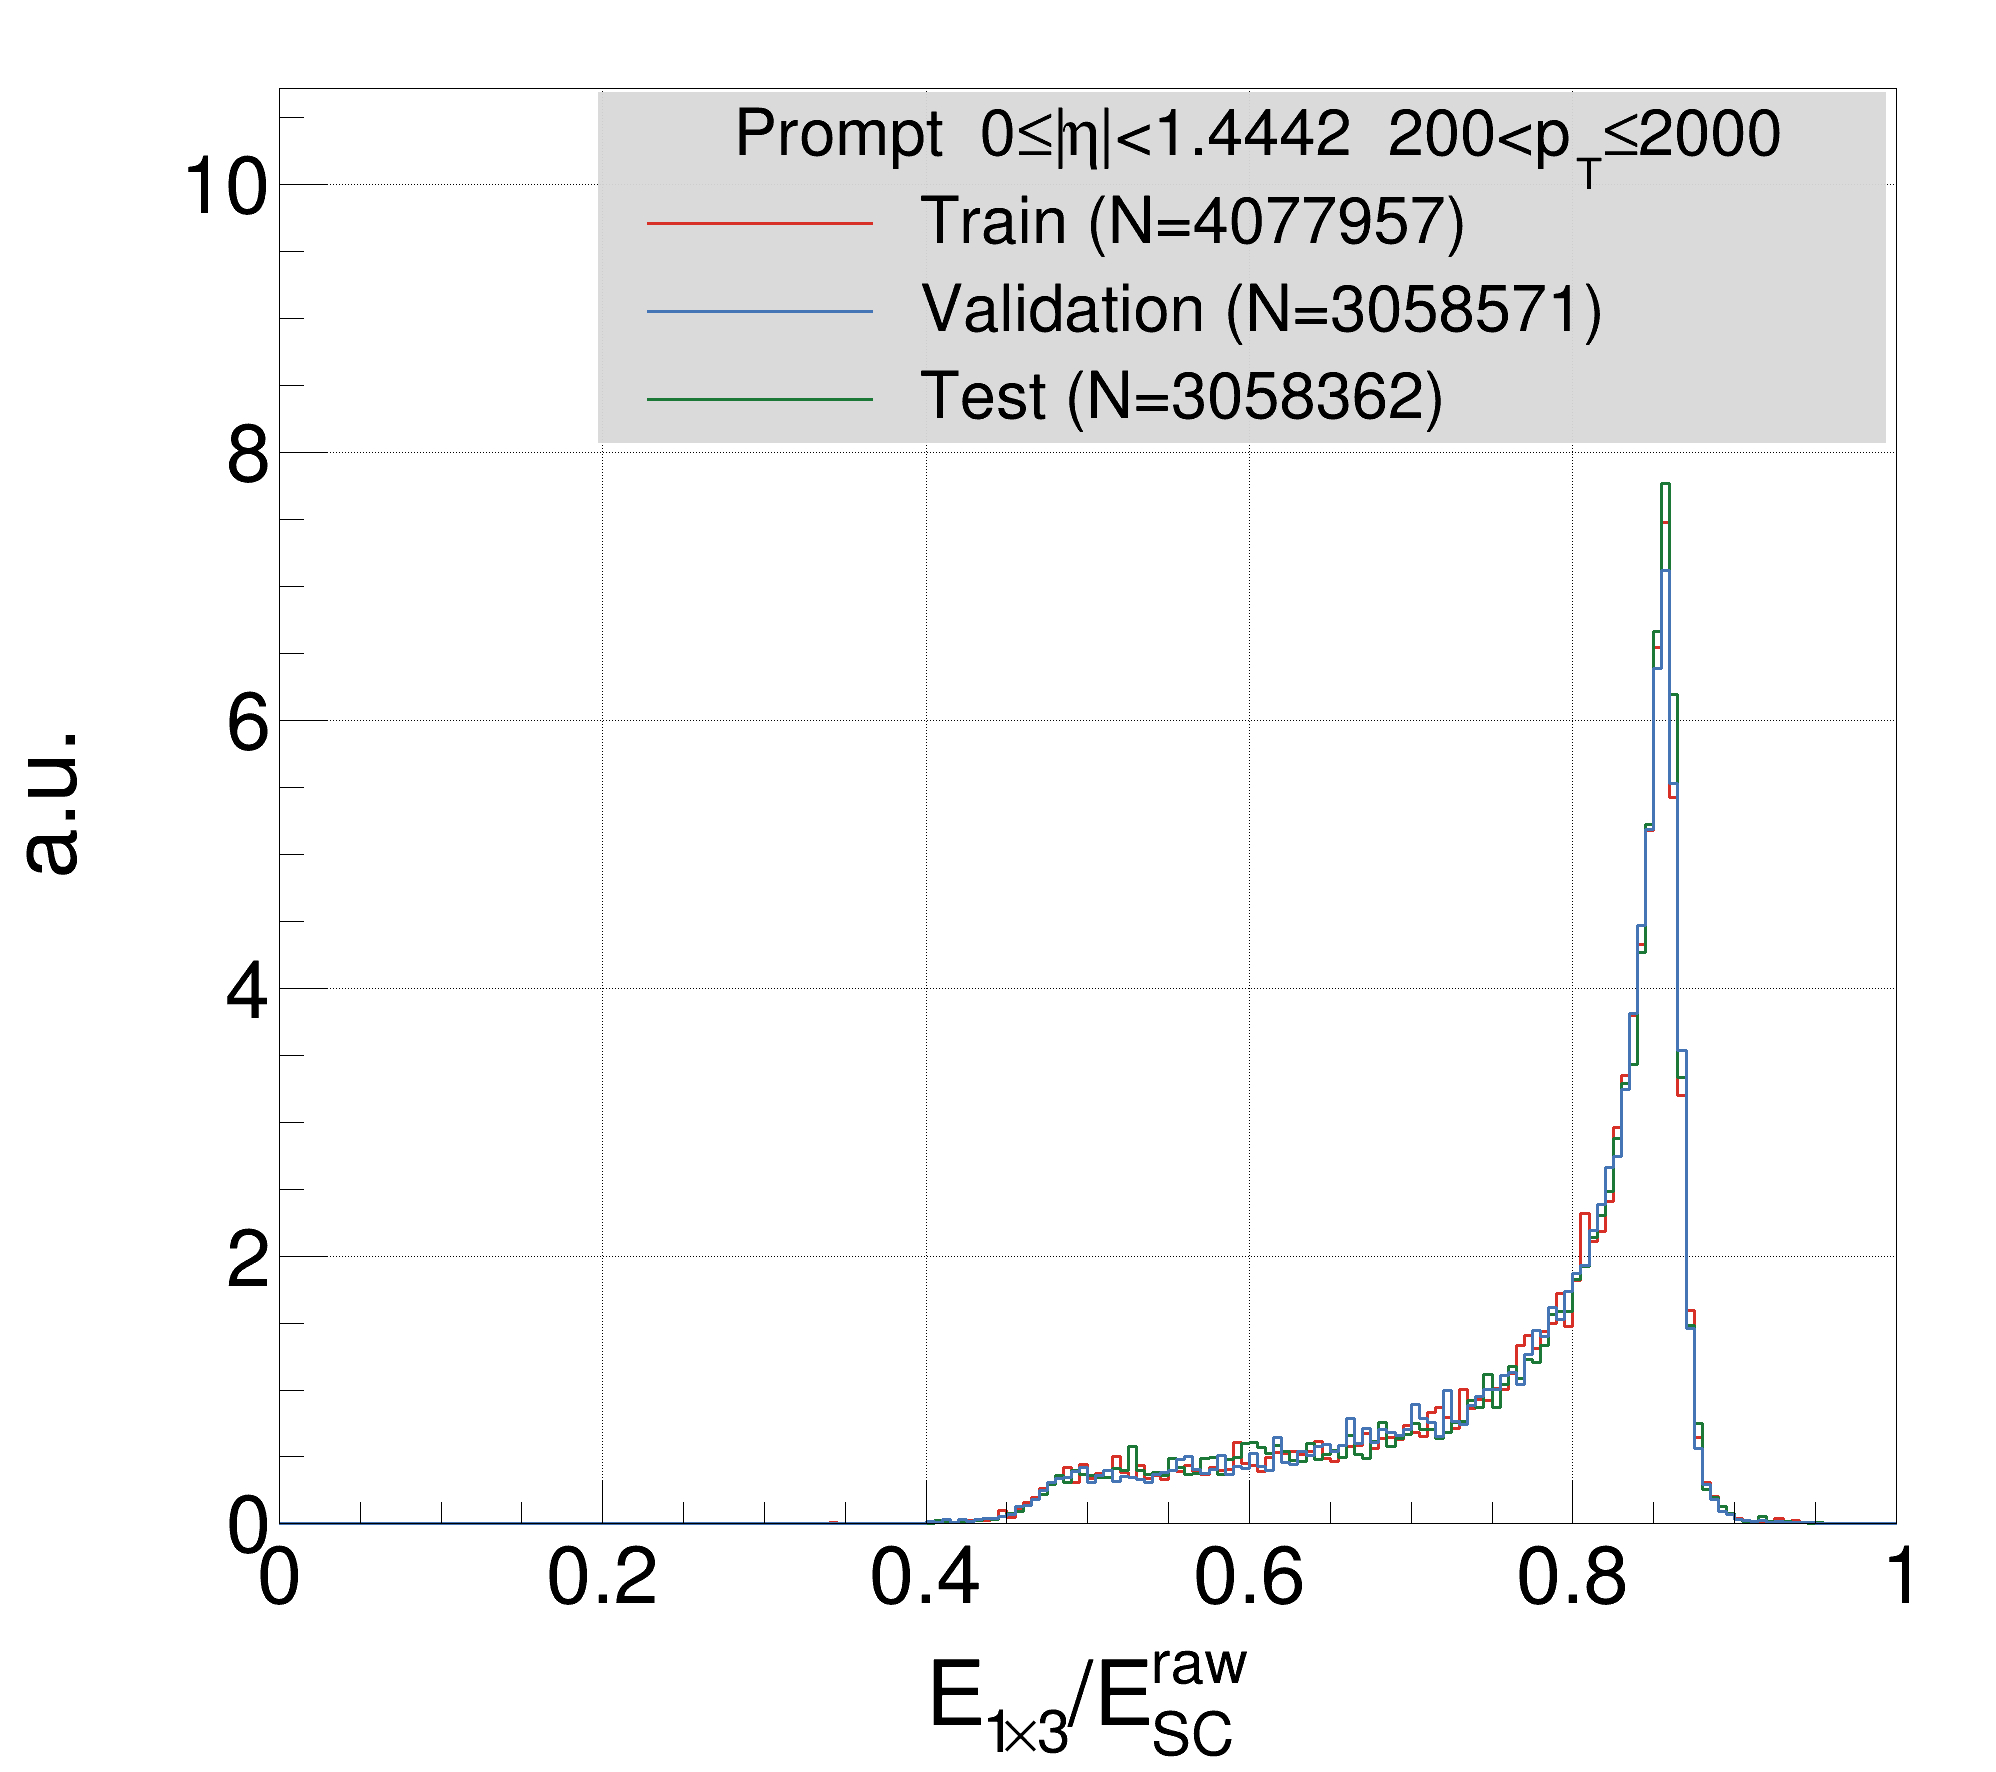 Prompt 0≤|η|<1.4442 200<p_T≤2000
Train (N=4077957)
Validation (N=3058571)
Test (N=3058362)
10
8
6
4
2
0
a.u.
0 0.2 0.4 0.6 0.8 1
E_1×3/E_SC^raw